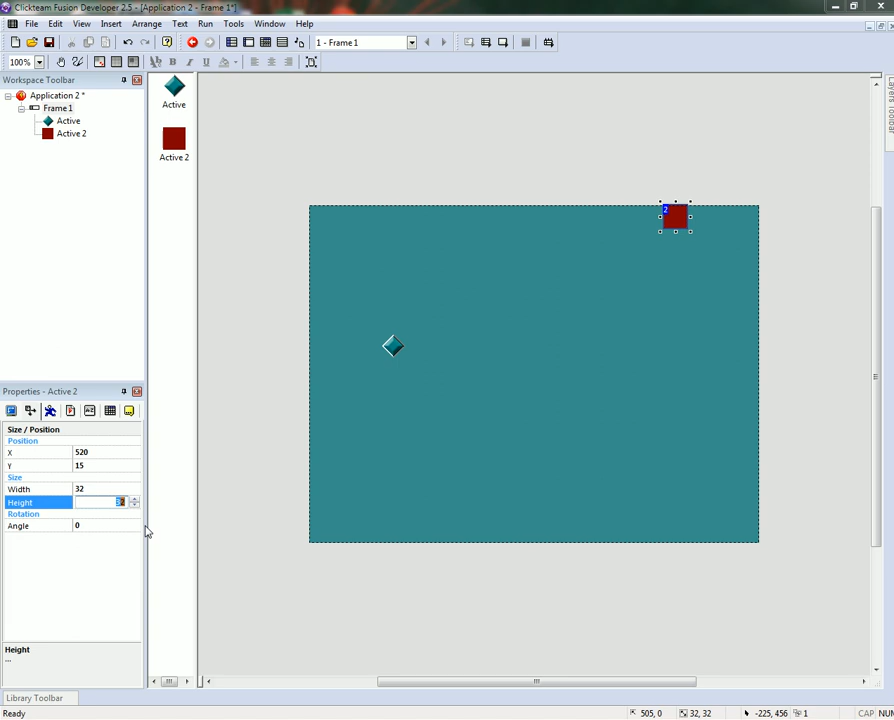 Clickteam Fusion Developer 2.5 - [Application 2 - Frame 1*]
File Edit View Insert Arrange Text Run Tools Window Help
1 - Frame 1
100% B I U
Workspace Toolbar
Application 2 *
Frame 1
Active
Active 2
Active
Active 2
2
Layers Toolbar
Properties - Active 2
Size / Position
Position
X 520
Y 15
Size
Width 32
Height 32
Rotation
Angle 0
Height
...
Library Toolbar
Ready 505, 0 32, 32 -225, 456 1 CAP NUM